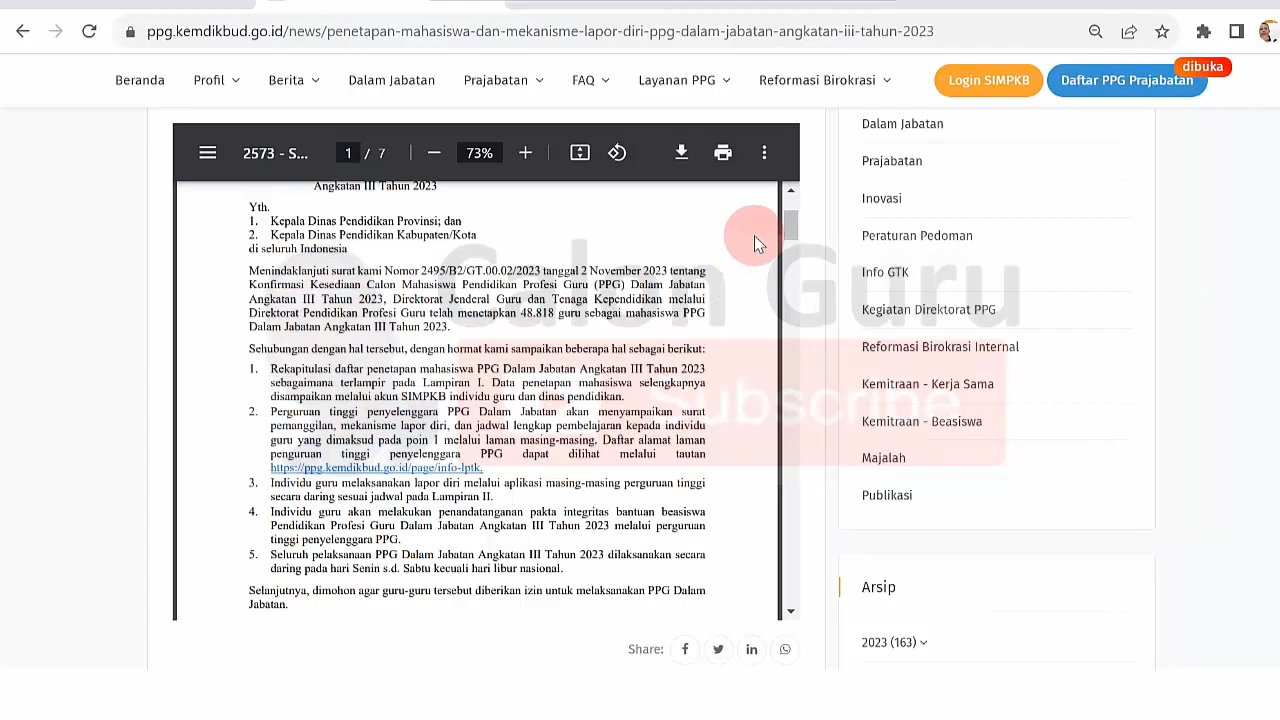 ppg.kemdikbud.go.id/news/penetapan-mahasiswa-dan-mekanisme-lapor-diri-ppg-dalam-jabatan-angkatan-iii-tahun-2023
dibuka
Beranda Profil Berita Dalam Jabatan Prajabatan FAQ Layanan PPG Reformasi Birokrasi Login SIMPKB Daftar PPG Prajabatan
2573 - S... 1 / 7 73%
Angkatan III Tahun 2023
Yth.
1. Kepala Dinas Pendidikan Provinsi; dan
2. Kepala Dinas Pendidikan Kabupaten/Kota
di seluruh Indonesia
Menindaklanjuti surat kami Nomor 2495/B2/GT.00.02/2023 tanggal 2 November 2023 tentang
Konfirmasi Kesediaan Calon Mahasiswa Pendidikan Profesi Guru (PPG) Dalam Jabatan
Angkatan III Tahun 2023, Direktorat Jenderal Guru dan Tenaga Kependidikan melalui
Direktorat Pendidikan Profesi Guru telah menetapkan 48.818 guru sebagai mahasiswa PPG
Dalam Jabatan Angkatan III Tahun 2023.
Sehubungan dengan hal tersebut, dengan hormat kami sampaikan beberapa hal sebagai berikut:
1. Rekapitulasi daftar penetapan mahasiswa PPG Dalam Jabatan Angkatan III Tahun 2023
sebagaimana terlampir pada Lampiran I. Data penetapan mahasiswa selengkapnya
disampaikan melalui akun SIMPKB individu guru dan dinas pendidikan.
2. Perguruan tinggi penyelenggara PPG Dalam Jabatan akan menyampaikan surat
pemanggilan, mekanisme lapor diri, dan jadwal lengkap pembelajaran kepada individu
guru yang dimaksud pada poin 1 melalui laman masing-masing. Daftar alamat laman
penguruan tinggi penyelenggara PPG dapat dilihat melalui tautan
https://ppg.kemdikbud.go.id/page/info-lptk.
3. Individu guru melaksanakan lapor diri melalui aplikasi masing-masing perguruan tinggi
secara daring sesuai jadwal pada Lampiran II.
4. Individu guru akan melakukan penandatanganan pakta integritas bantuan beasiswa
Pendidikan Profesi Guru Dalam Jabatan Angkatan III Tahun 2023 melalui perguruan
tinggi penyelenggara PPG.
5. Seluruh pelaksanaan PPG Dalam Jabatan Angkatan III Tahun 2023 dilaksanakan secara
daring pada hari Senin s.d. Sabtu kecuali hari libur nasional.
Selanjutnya, dimohon agar guru-guru tersebut diberikan izin untuk melaksanakan PPG Dalam
Jabatan.
Calon Guru
Subscribe
Share:
Dalam Jabatan
Prajabatan
Inovasi
Peraturan Pedoman
Info GTK
Kegiatan Direktorat PPG
Reformasi Birokrasi Internal
Kemitraan - Kerja Sama
Kemitraan - Beasiswa
Majalah
Publikasi
Arsip
2023 (163)